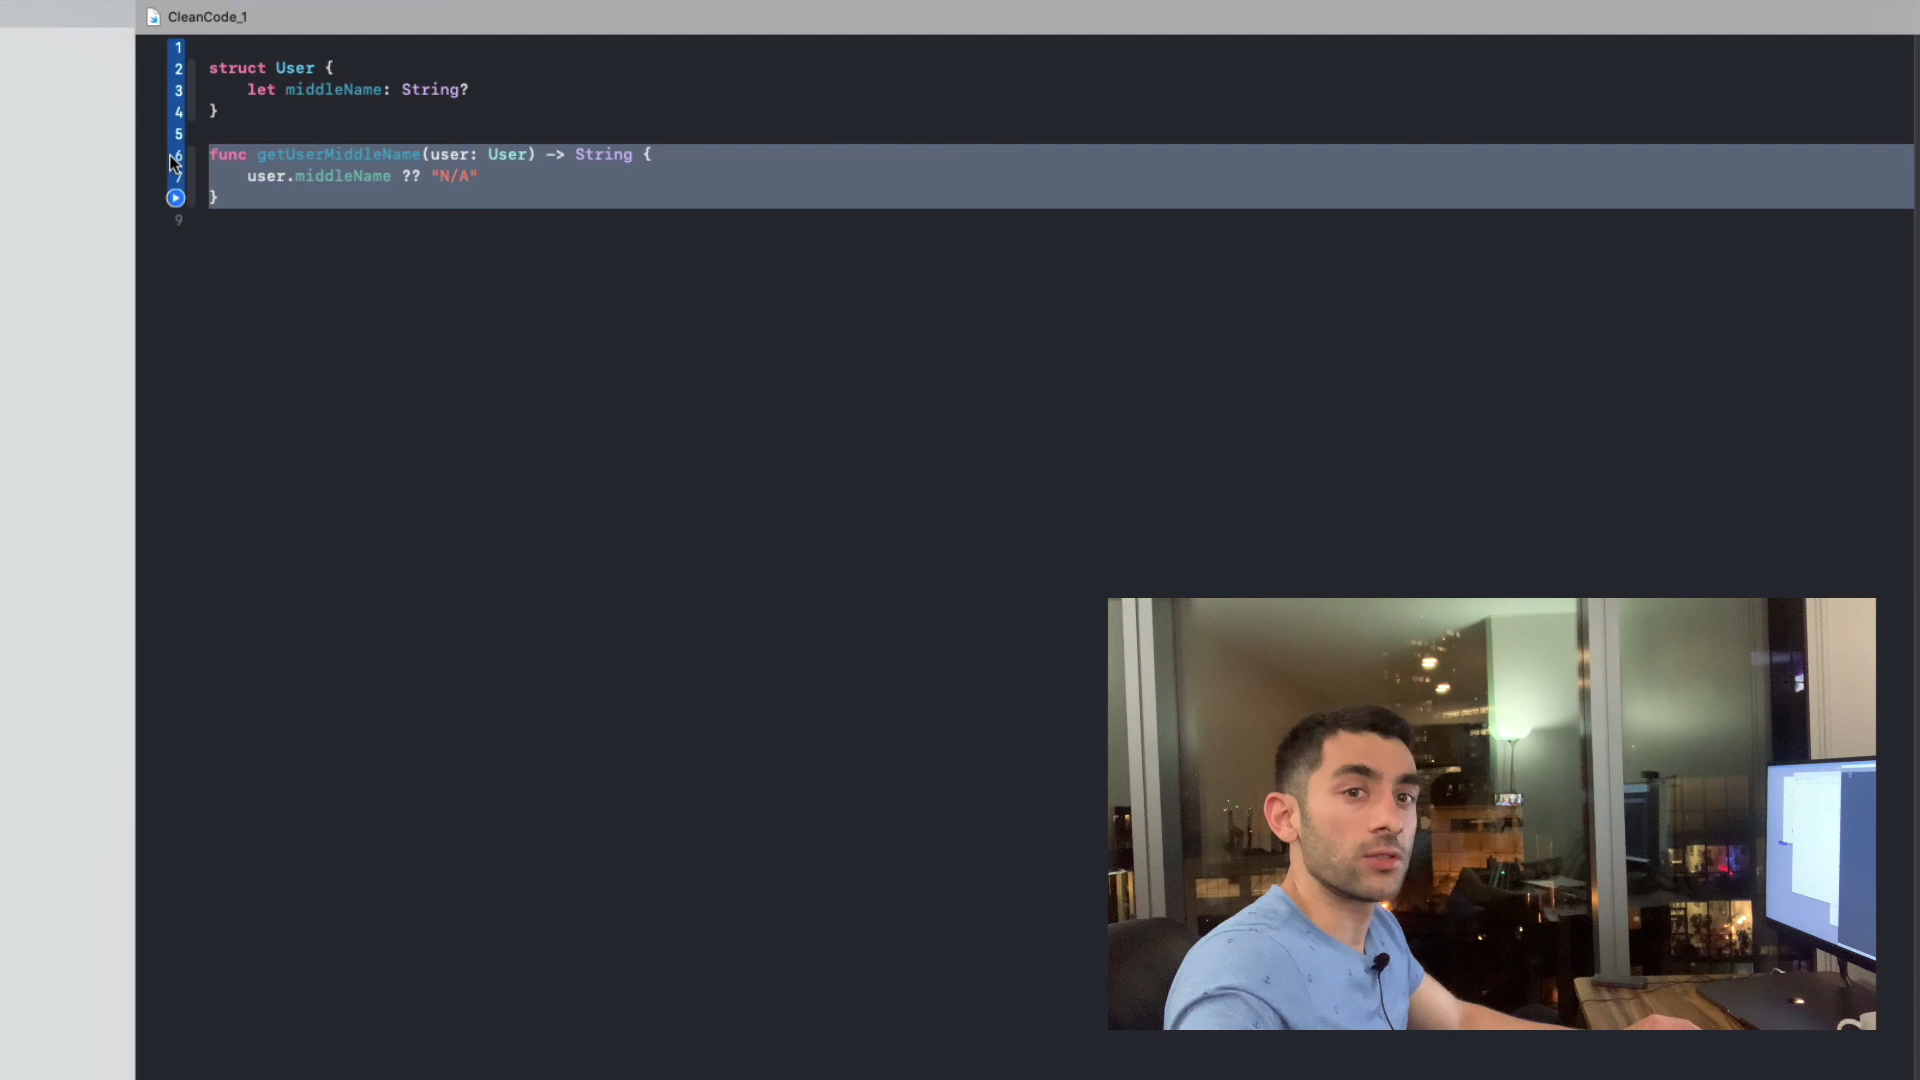 CleanCode_1
1
2 struct User {
3 let middleName: String?
4 }
5
6 func getUserMiddleName(user: User) -> String {
7 user.middleName ?? "N/A"
}
9